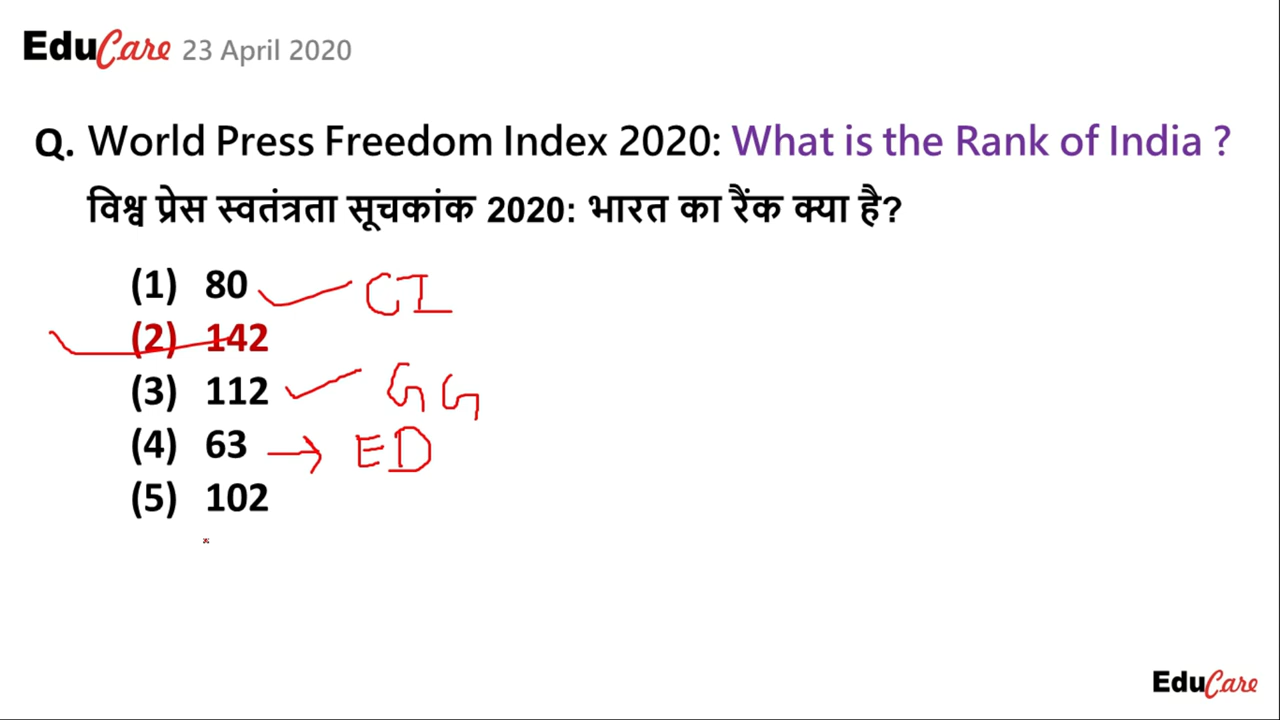 EduCare 23 April 2020
Q. World Press Freedom Index 2020: What is the Rank of India ?
विश्व प्रेस स्वतंत्रता सूचकांक 2020: भारत का रैंक क्या है?
(1) 80 CI
(2) 142
(3) 112 GG
(4) 63 → ED
(5) 102
EduCare